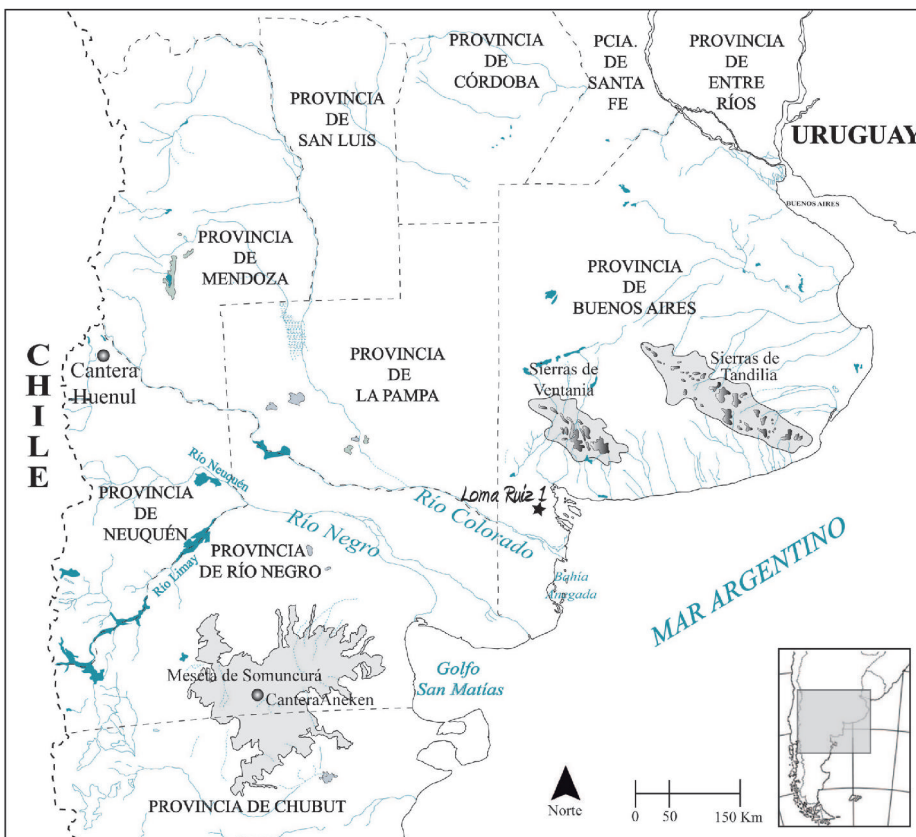 PROVINCIA
DE
CÓRDOBA
PCIA.
DE
SANTA
FE
PROVINCIA
DE
ENTRE
RÍOS
PROVINCIA
DE
SAN LUIS
URUGUAY
BUENOS AIRES
PROVINCIA
DE
MENDOZA
PROVINCIA
DE
BUENOS AIRES
CHILE
Cantera
Huenul
PROVINCIA
DE
LA PAMPA
Sierras de
Ventania
Sierras de
Tandilia
Río Neuquén
PROVINCIA
DE
NEUQUÉN
Loma Ruiz 1
Río Colorado
Río Negro
PROVINCIA
DE RÍO NEGRO
Río Limay
Bahía
Anegada
MAR ARGENTINO
Meseta de Somuncurá
Cantera Aneken
Golfo
San Matías
PROVINCIA DE CHUBUT
Norte
0 50 150 Km